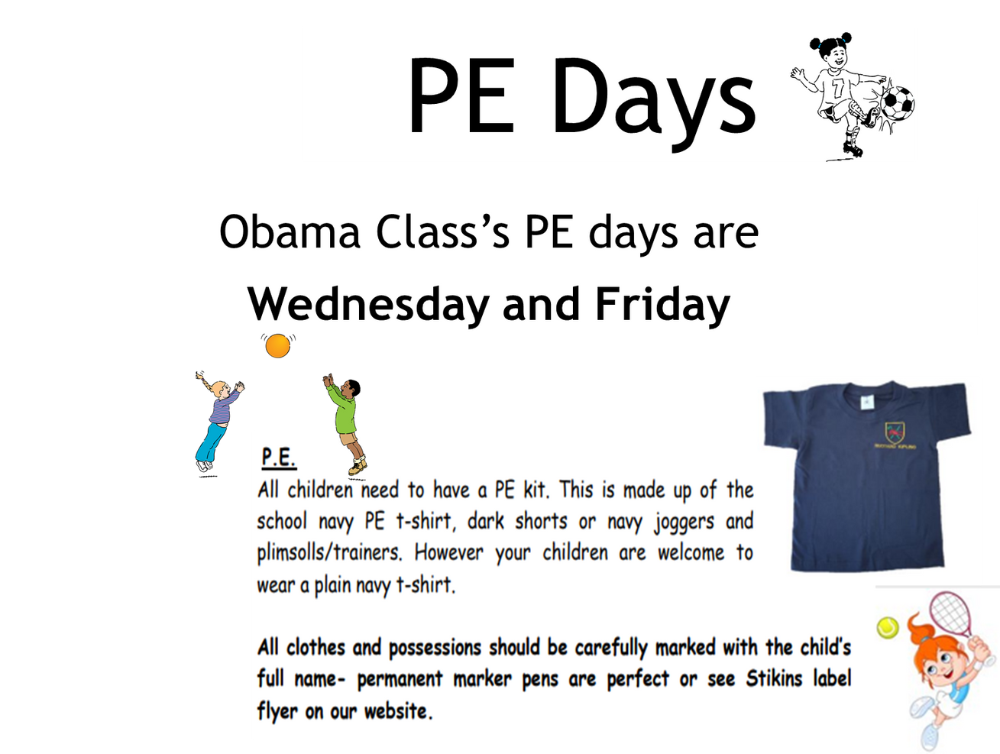 PE Days
Obama Class’s PE days are
Wednesday and Friday
P.E.
All children need to have a PE kit. This is made up of the
school navy PE t-shirt, dark shorts or navy joggers and
plimsolls/trainers. However your children are welcome to
wear a plain navy t-shirt.
All clothes and possessions should be carefully marked with the child's
full name- permanent marker pens are perfect or see Stikins label
flyer on our website.
7